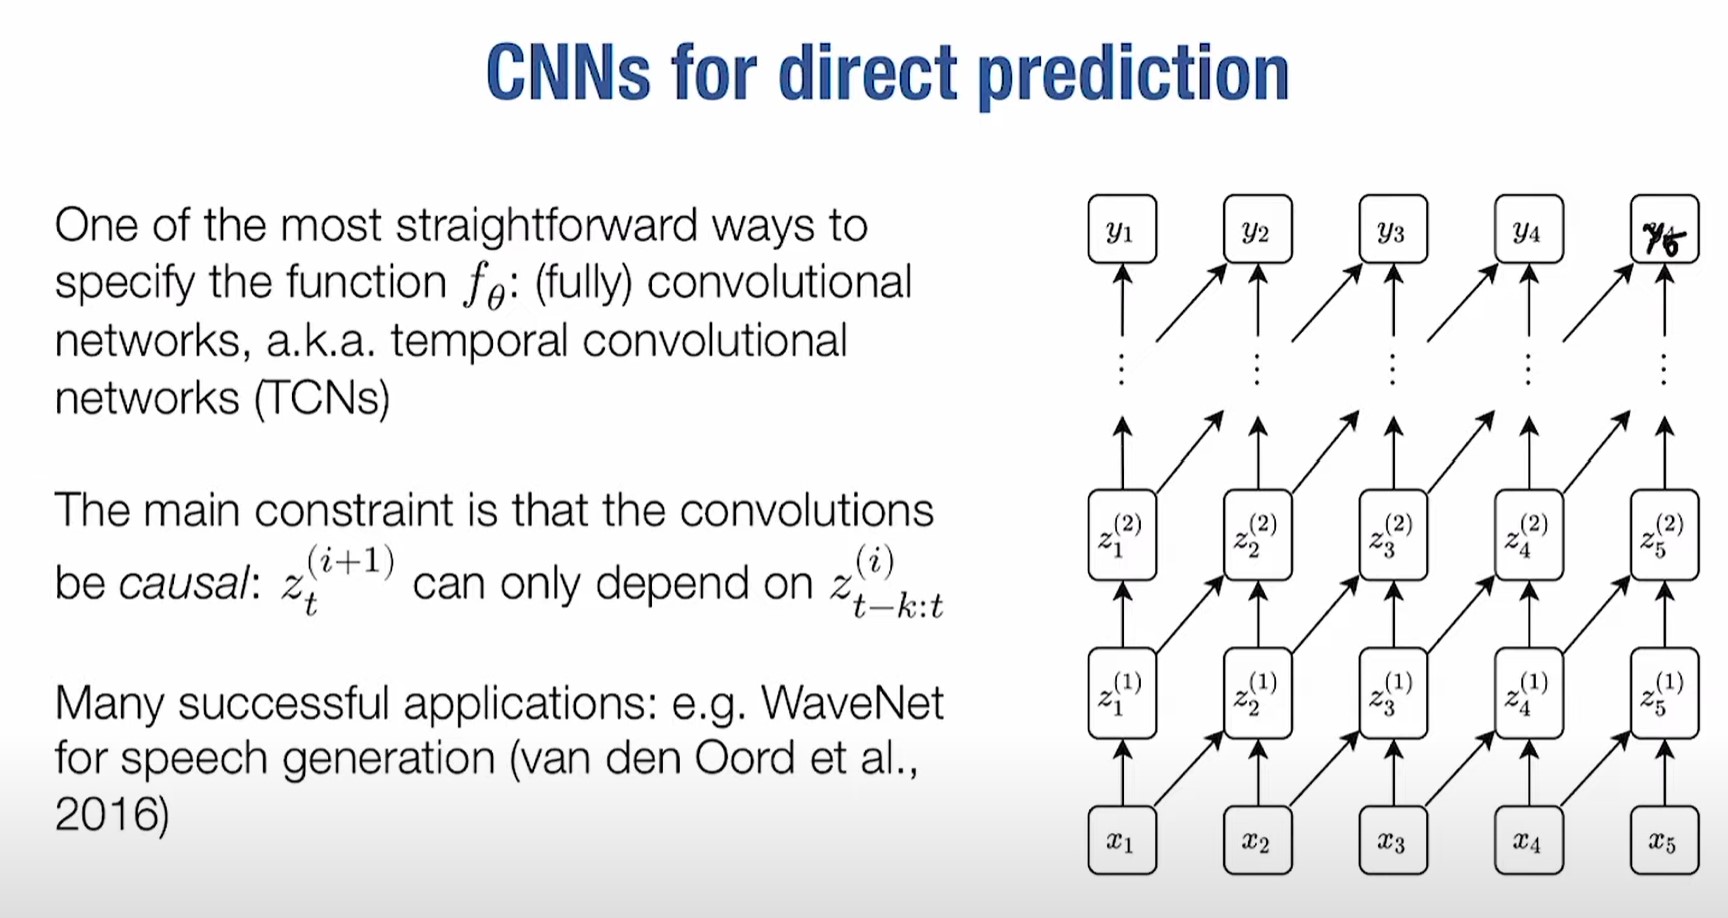 CNNs for direct prediction
One of the most straightforward ways to
specify the function f_θ: (fully) convolutional
networks, a.k.a. temporal convolutional
networks (TCNs)
The main constraint is that the convolutions
be causal: z_t^{(i+1)} can only depend on z_{t-k:t}^{(i)}
Many successful applications: e.g. WaveNet
for speech generation (van den Oord et al.,
2016)
y_1 y_2 y_3 y_4
⋮ ⋮ ⋮ ⋮ ⋮
z_1^{(2)} z_2^{(2)} z_3^{(2)} z_4^{(2)} z_5^{(2)}
z_1^{(1)} z_2^{(1)} z_3^{(1)} z_4^{(1)} z_5^{(1)}
x_1 x_2 x_3 x_4 x_5